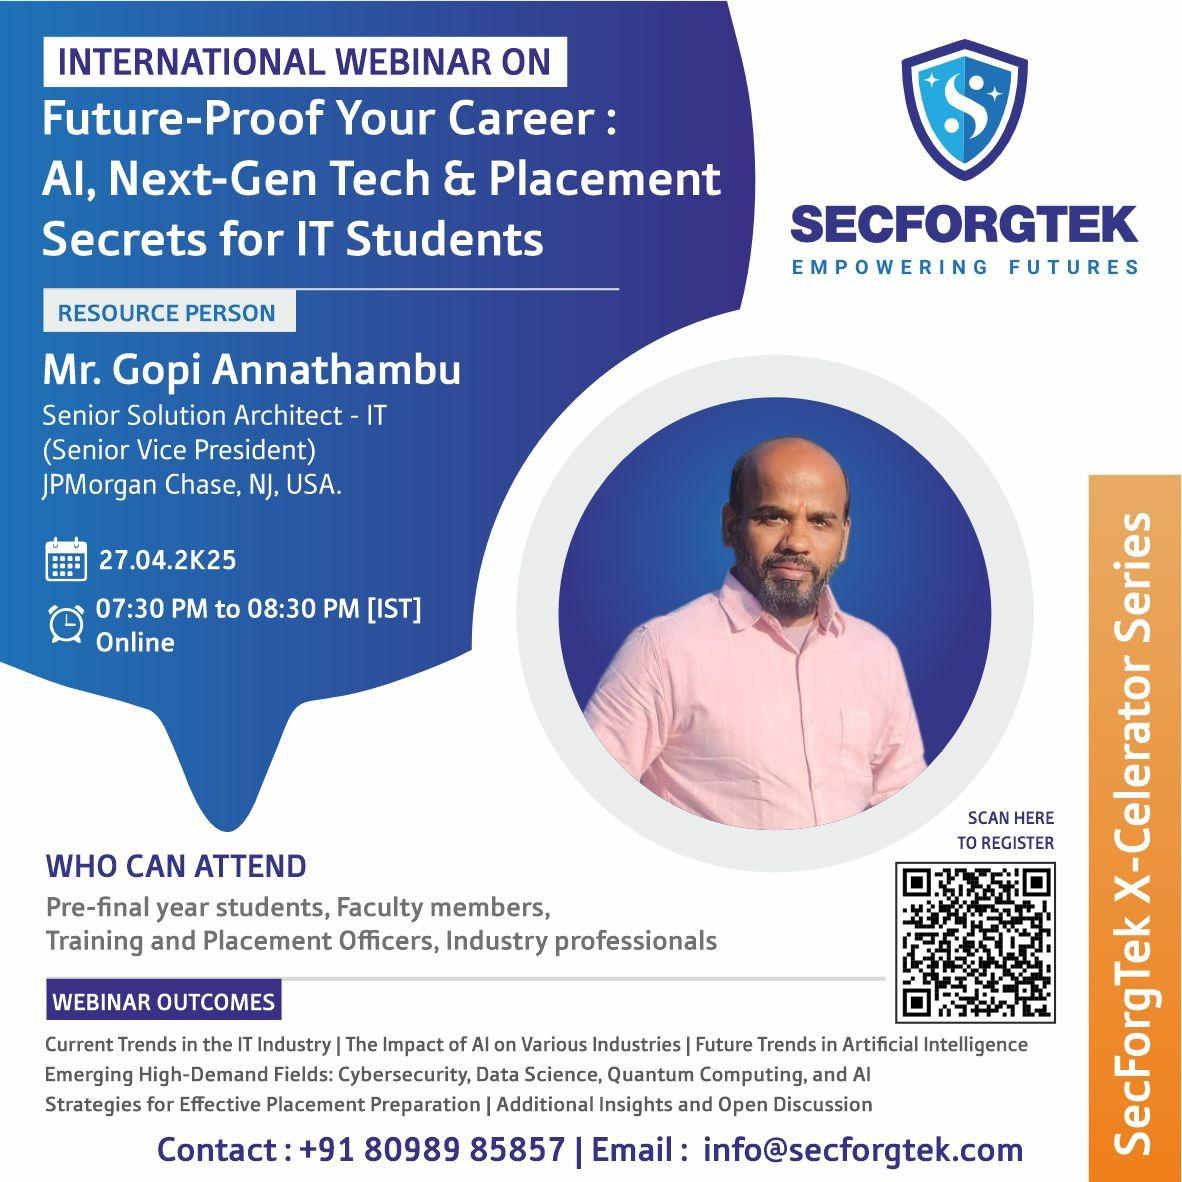 INTERNATIONAL WEBINAR ON
Future-Proof Your Career :
AI, Next-Gen Tech & Placement
Secrets for IT Students
RESOURCE PERSON
Mr. Gopi Annathambu
Senior Solution Architect - IT
(Senior Vice President)
JPMorgan Chase, NJ, USA.
27.04.2K25
07:30 PM to 08:30 PM [IST]
Online
SECFORGTEK
EMPOWERING FUTURES
SCAN HERE
TO REGISTER
WHO CAN ATTEND
Pre-final year students, Faculty members,
Training and Placement Officers, Industry professionals
WEBINAR OUTCOMES
Current Trends in the IT Industry | The Impact of AI on Various Industries | Future Trends in Artificial Intelligence
Emerging High-Demand Fields: Cybersecurity, Data Science, Quantum Computing, and AI
Strategies for Effective Placement Preparation | Additional Insights and Open Discussion
Contact : +91 80989 85857 | Email : info@secforgtek.com
SecForgTek X-Celerator Series